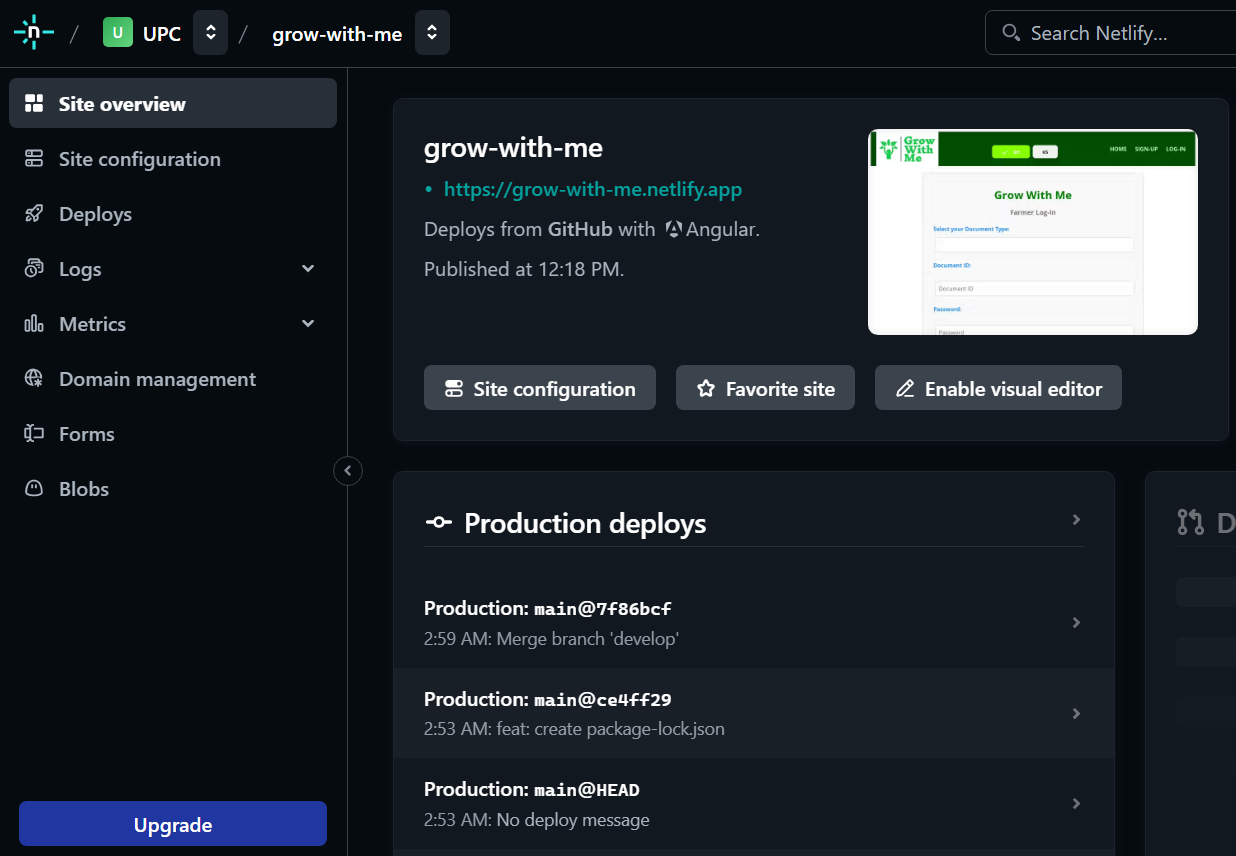 n / U UPC / grow-with-me
Search Netlify...
Site overview
Site configuration
Deploys
Logs
Metrics
Domain management
Forms
Blobs
Upgrade
grow-with-me
• https://grow-with-me.netlify.app
Deploys from GitHub with Angular.
Published at 12:18 PM.
Grow
With
Me
HOME SIGN-UP LOG-IN
Grow With Me
Farmer Log-In
Select your Document Type:
Document ID:
Document ID
Password:
Password
Site configuration
Favorite site
Enable visual editor
Production deploys
Production: main@7f86bcf
2:59 AM: Merge branch 'develop'
Production: main@ce4ff29
2:53 AM: feat: create package-lock.json
Production: main@HEAD
2:53 AM: No deploy message
D